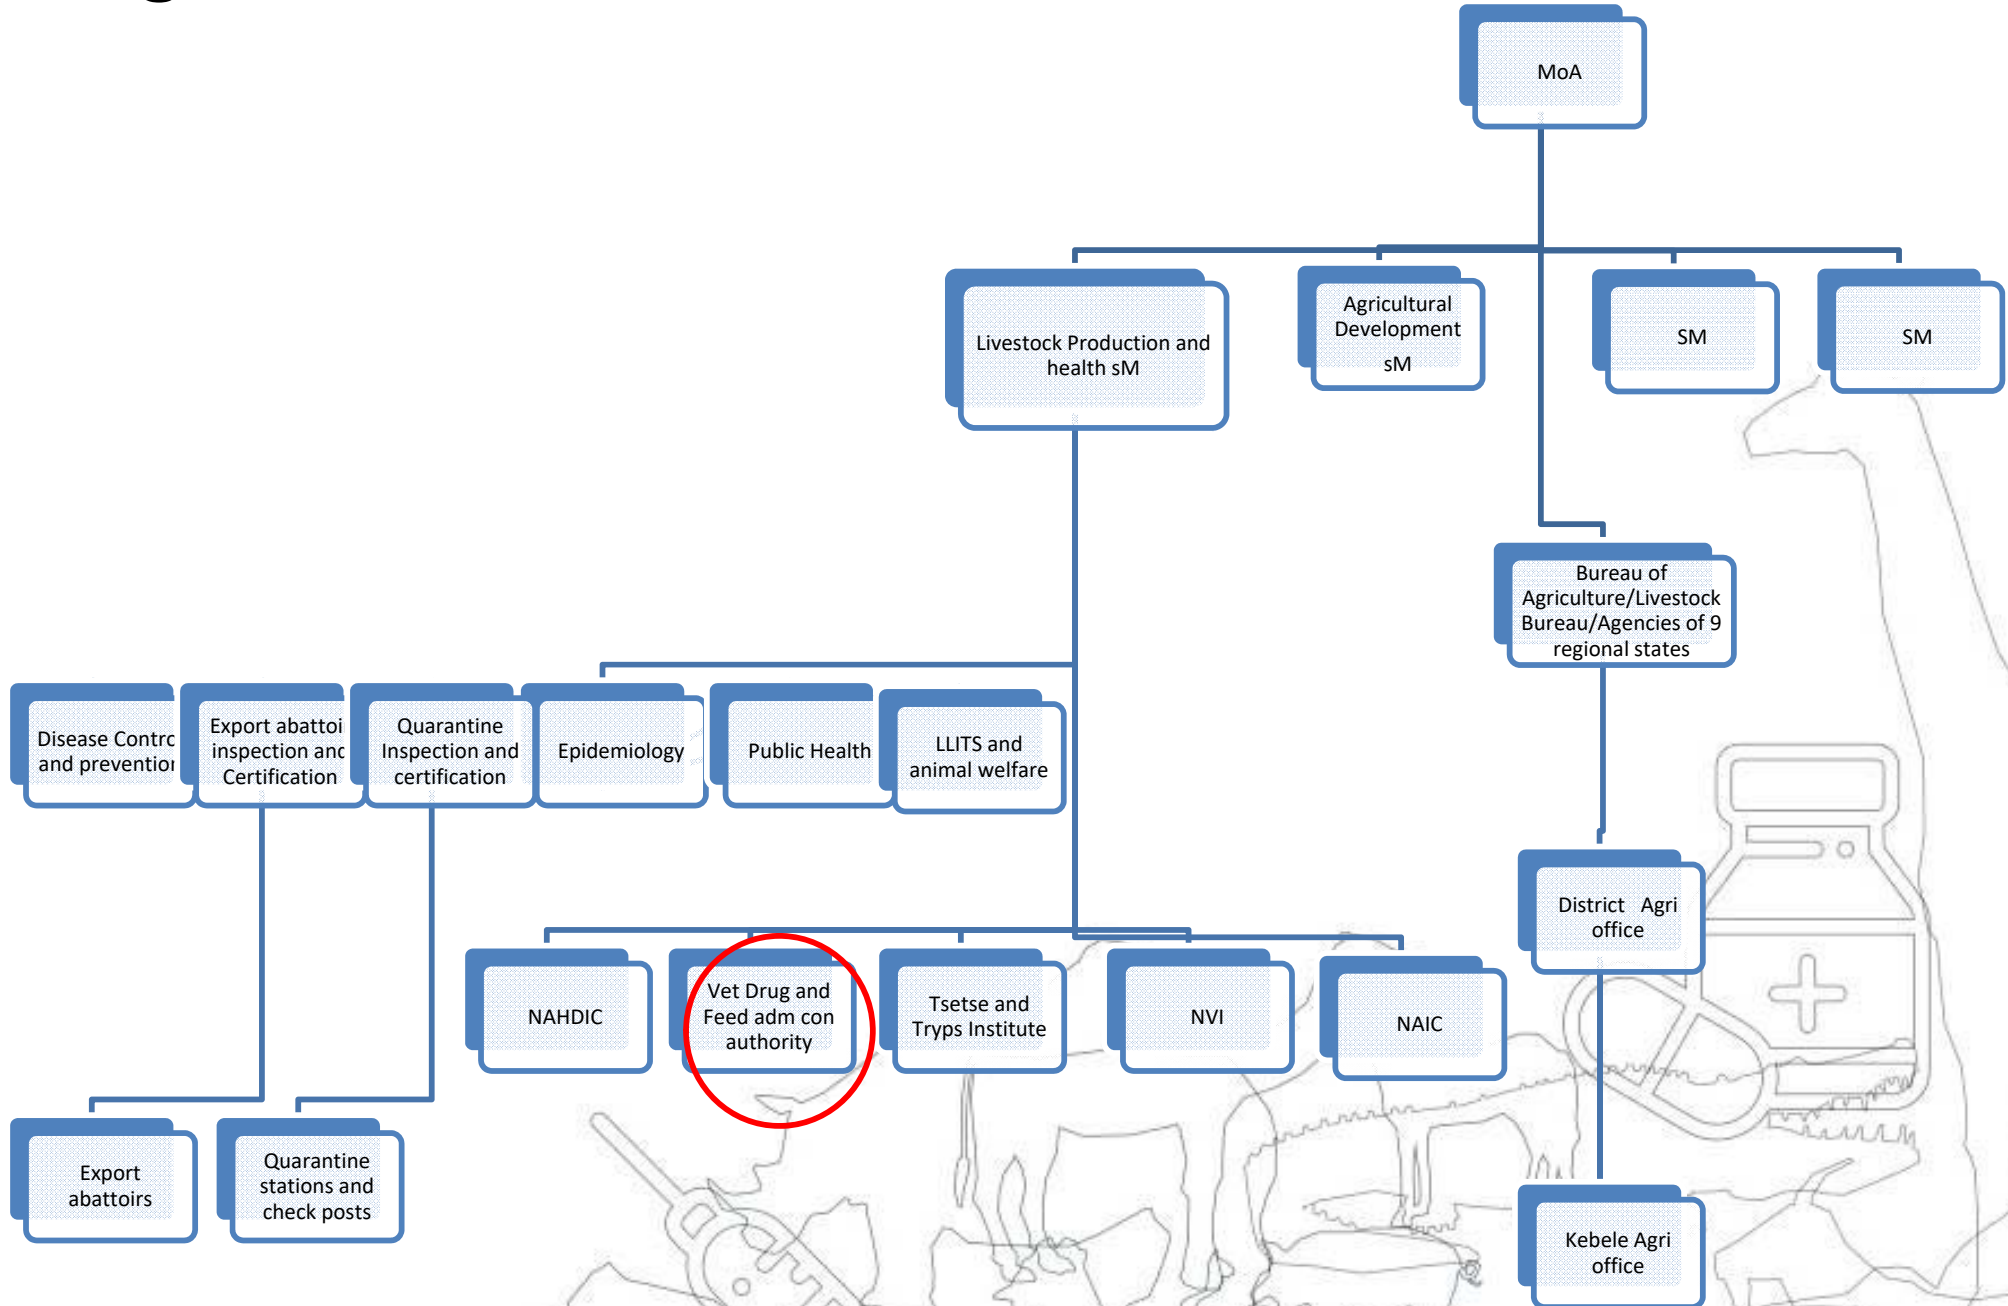 MoA
Livestock Production and
health sM
Agricultural
Development
sM
SM
SM
Bureau of
Agriculture/Livestock
Bureau/Agencies of 9
regional states
Disease Contro
and prevention
Export abattoi
inspection and
Certification
Quarantine
Inspection and
certification
Epidemiology
Public Health
LLITS and
animal welfare
District Agri
office
NAHDIC
Vet Drug and
Feed adm con
authority
Tsetse and
Tryps Institute
NVI
NAIC
Export
abattoirs
Quarantine
stations and
check posts
Kebele Agri
office